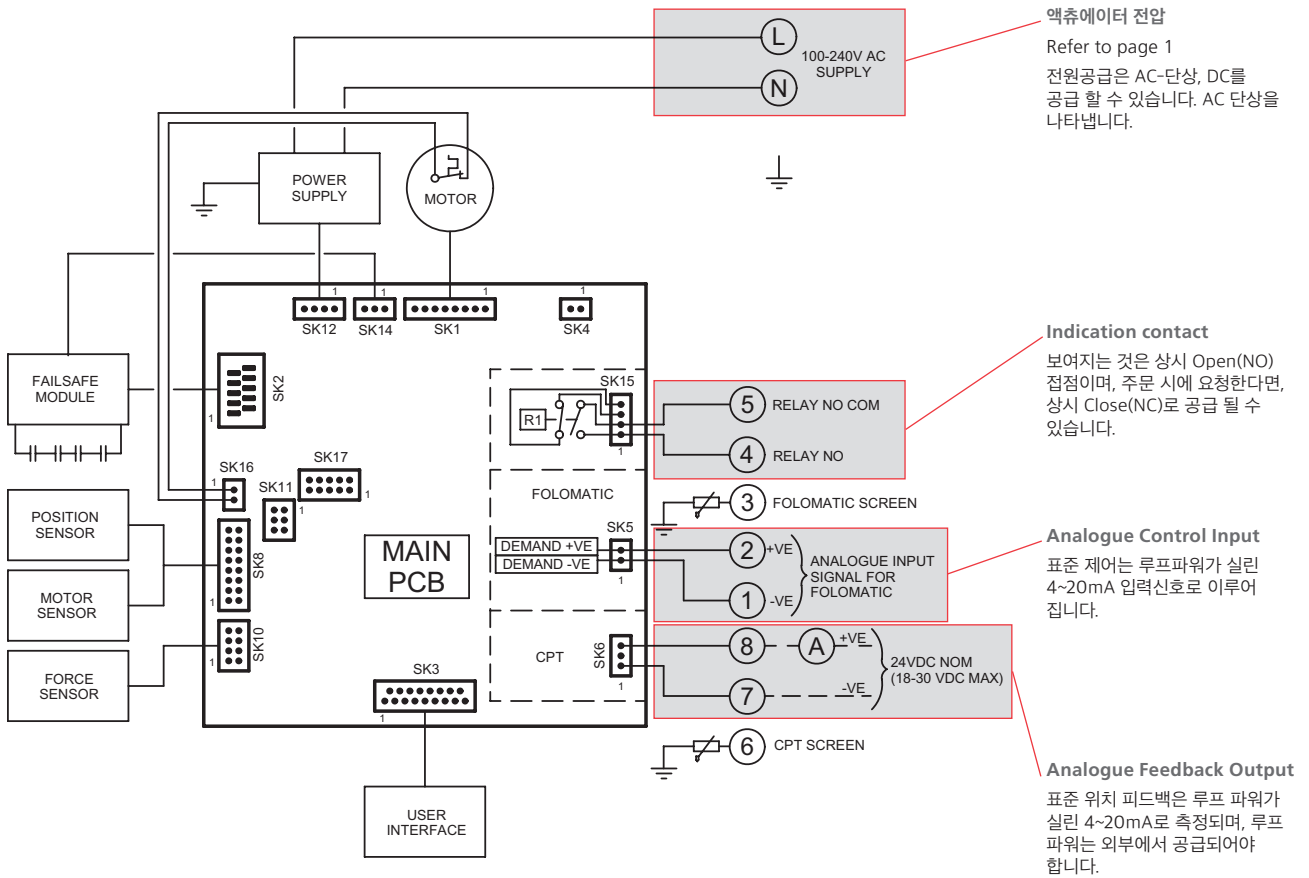 액츄에이터 전압
Refer to page 1
전원공급은 AC-단상, DC를
공급 할 수 있습니다. AC 단상을
나타냅니다.
L
N
100-240V AC
SUPPLY
POWER
SUPPLY
MOTOR
1
1
1
1
SK12
SK14
SK1
SK4
FAILSAFE
MODULE
SK2
1
SK15
R1
1
5
RELAY NO COM
4
RELAY NO
Indication contact
보여지는 것은 상시 Open(NO)
접점이며, 주문 시에 요청한다면,
상시 Close(NC)로 공급 될 수
있습니다.
SK16
1
SK17
1
SK11
1
FOLOMATIC
3
FOLOMATIC SCREEN
POSITION
SENSOR
MOTOR
SENSOR
FORCE
SENSOR
SK8
1
SK10
1
MAIN
PCB
DEMAND +VE
DEMAND -VE
SK5
1
2
+VE
1
-VE
ANALOGUE INPUT
SIGNAL FOR
FOLOMATIC
Analogue Control Input
표준 제어는 루프파워가 실린
4~20mA 입력신호로 이루어
집니다.
CPT
SK6
1
8
A
+VE
7
-VE
24VDC NOM
(18-30 VDC MAX)
SK3
1
6
CPT SCREEN
USER
INTERFACE
Analogue Feedback Output
표준 위치 피드백은 루프 파워가
실린 4~20mA로 측정되며, 루프
파워는 외부에서 공급되어야
합니다.